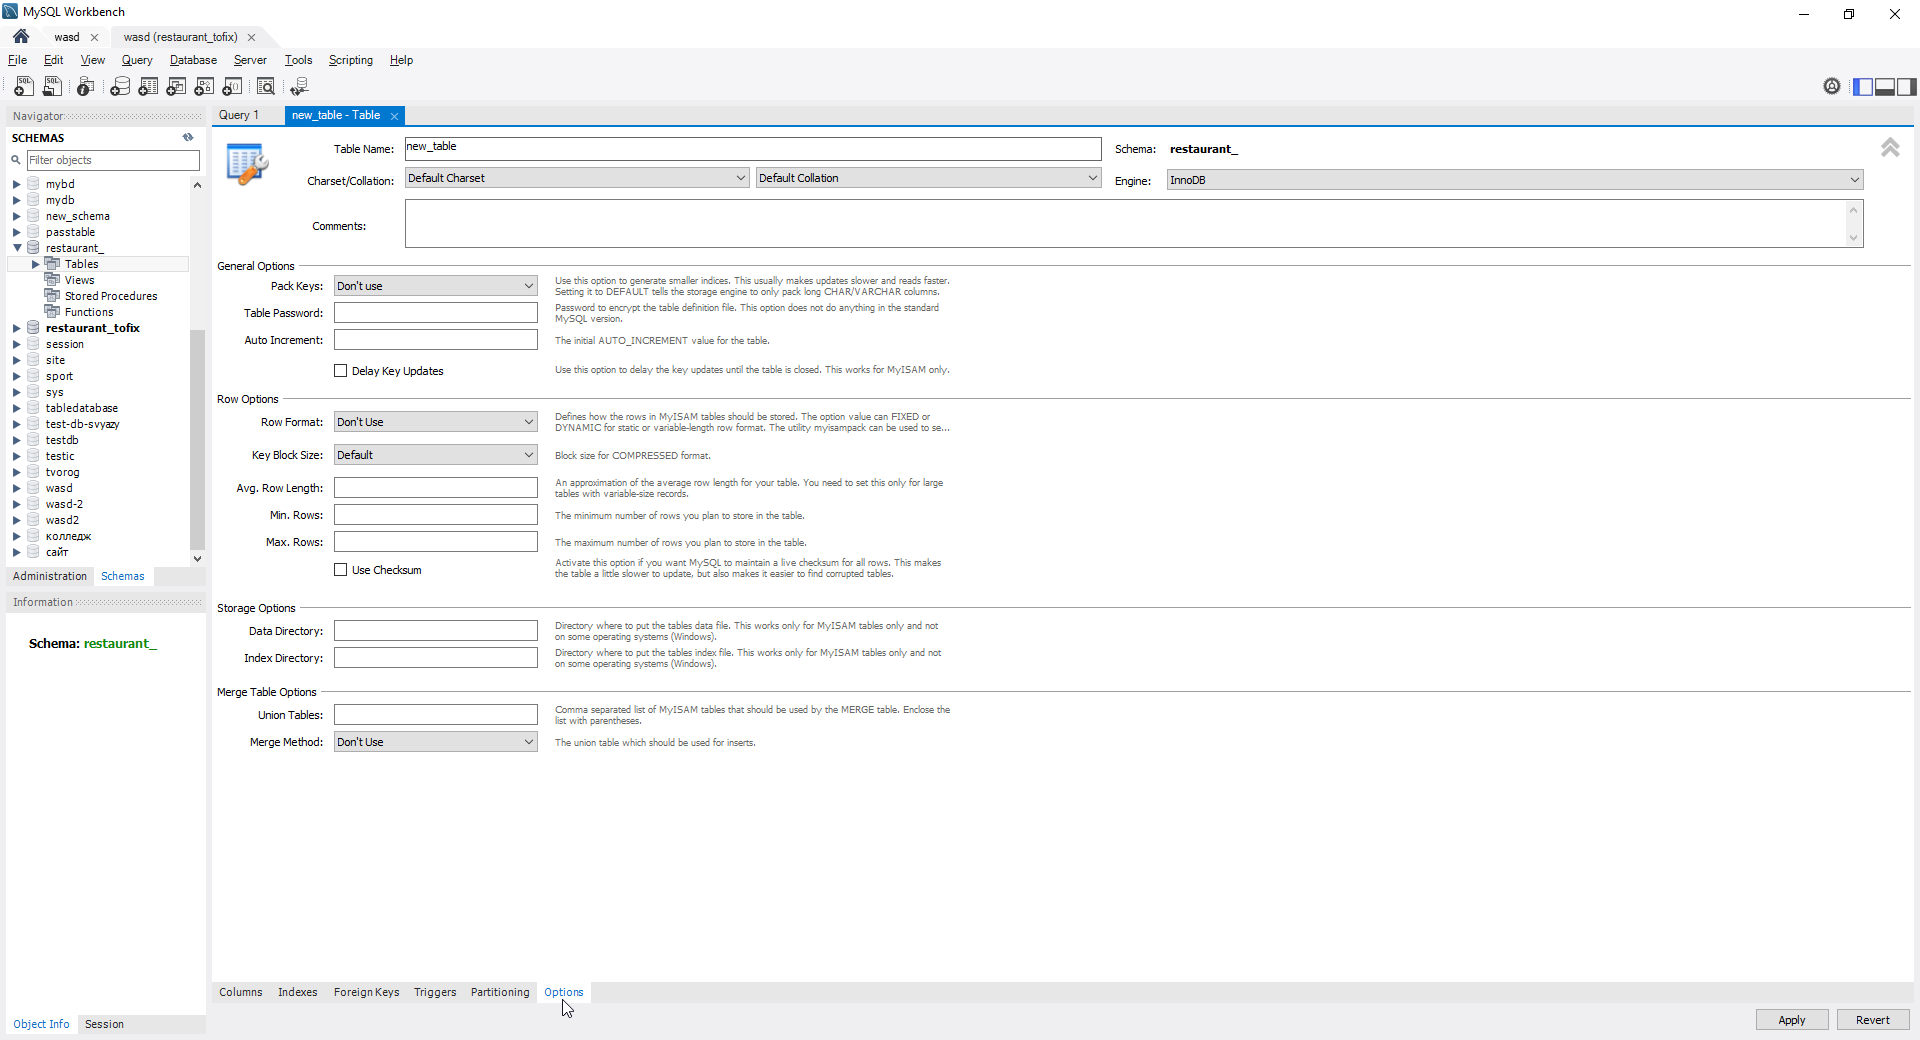 MySQL Workbench
wasd
wasd (restaurant_tofix)
File Edit View Query Database Server Tools Scripting Help
Navigator
SCHEMAS
Filter objects
mybd
mydb
new_schema
passtable
restaurant_
Tables
Views
Stored Procedures
Functions
restaurant_tofix
session
site
sport
sys
tabledatabase
test-db-svyazy
testdb
testic
tvorog
wasd
wasd-2
wasd2
колледж
сайт
Administration Schemas
Information
Schema: restaurant_
Object Info Session
Query 1
new_table - Table
Table Name: new_table
Schema: restaurant_
Charset/Collation: Default Charset Default Collation
Engine: InnoDB
Comments:
General Options
Pack Keys: Don't use
Use this option to generate smaller indices. This usually makes updates slower and reads faster.
Setting it to DEFAULT tells the storage engine to only pack long CHAR/VARCHAR columns.
Table Password:
Password to encrypt the table definition file. This option does not do anything in the standard
MySQL version.
Auto Increment:
The initial AUTO_INCREMENT value for the table.
Delay Key Updates
Use this option to delay the key updates until the table is closed. This works for MyISAM only.
Row Options
Row Format: Don't Use
Defines how the rows in MyISAM tables should be stored. The option value can FIXED or
DYNAMIC for static or variable-length row format. The utility myisampack can be used to se...
Key Block Size: Default
Block size for COMPRESSED format.
Avg. Row Length:
An approximation of the average row length for your table. You need to set this only for large
tables with variable-size records.
Min. Rows:
The minimum number of rows you plan to store in the table.
Max. Rows:
The maximum number of rows you plan to store in the table.
Use Checksum
Activate this option if you want MySQL to maintain a live checksum for all rows. This makes
the table a little slower to update, but also makes it easier to find corrupted tables.
Storage Options
Data Directory:
Directory where to put the tables data file. This works only for MyISAM tables only and not
on some operating systems (Windows).
Index Directory:
Directory where to put the tables index file. This works only for MyISAM tables only and not
on some operating systems (Windows).
Merge Table Options
Union Tables:
Comma separated list of MyISAM tables that should be used by the MERGE table. Enclose the
list with parentheses.
Merge Method: Don't Use
The union table which should be used for inserts.
Columns Indexes Foreign Keys Triggers Partitioning Options
Apply Revert